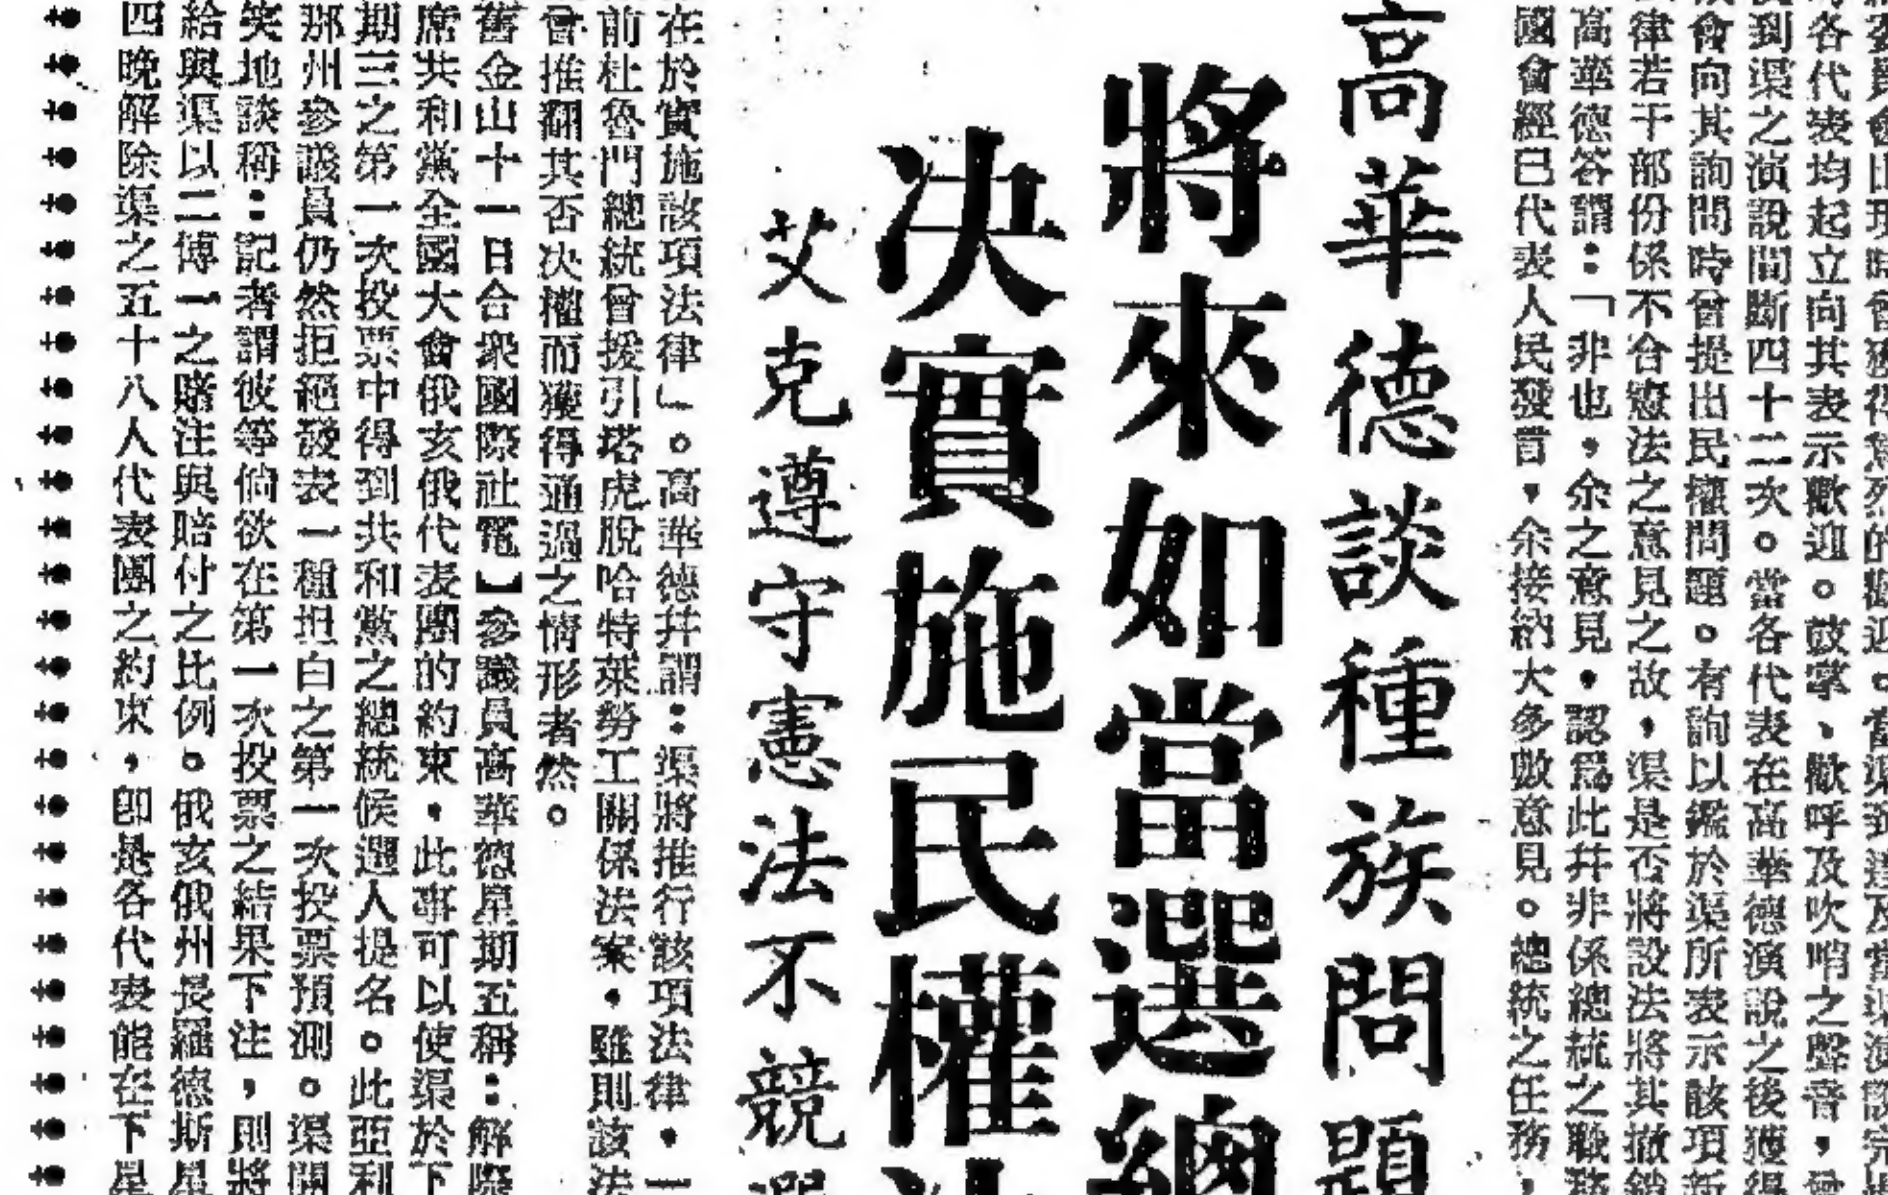 各代表均起立向其表示歡迎。鼓掌、歡呼及吹哨之聲音,
到渠之演說間斷四十二次。當各代表在高華德演說之後獲得
會向其詢問時曾提出民權問題。有詢以鑑於渠所表示該項新
律若干部份係不合憲法之意見之故,渠是否將設法將其撤銷
高華德答謂:「非也,余之意見,認爲此幷非係總統之職務
國會經已代表人民發言,余接納大多數意見。總統之任務,
高華德談種族問題
將來如當選總
决實施民權法
艾克遵守憲法不競選
在於實施該項法律」。高華德幷謂:渠將推行該項法律,一
前杜魯門總統曾援引塔虎脫哈特萊勞工關係法案,雖則該法
曾推翻其否决權而獲得通過之情形者然。
舊金山十一日合衆國際社電】參議員高華德星期五稱:解除
席共和黨全國大會俄亥俄代表團的約束,此事可以使渠於下
期三之第一次投票中得到共和黨之總統候選人提名。此亞利
那州參議員仍然拒絕發表一種坦白之第一次投票預測。渠開
笑地談稱:記者謂彼等倘欲在第一次投票之結果下注,則將
給與渠以二博一之賭注與賠付之比例。俄亥俄州長羅德斯星
四晚解除渠之五十八人代表團之約束,卽是各代表能在下星